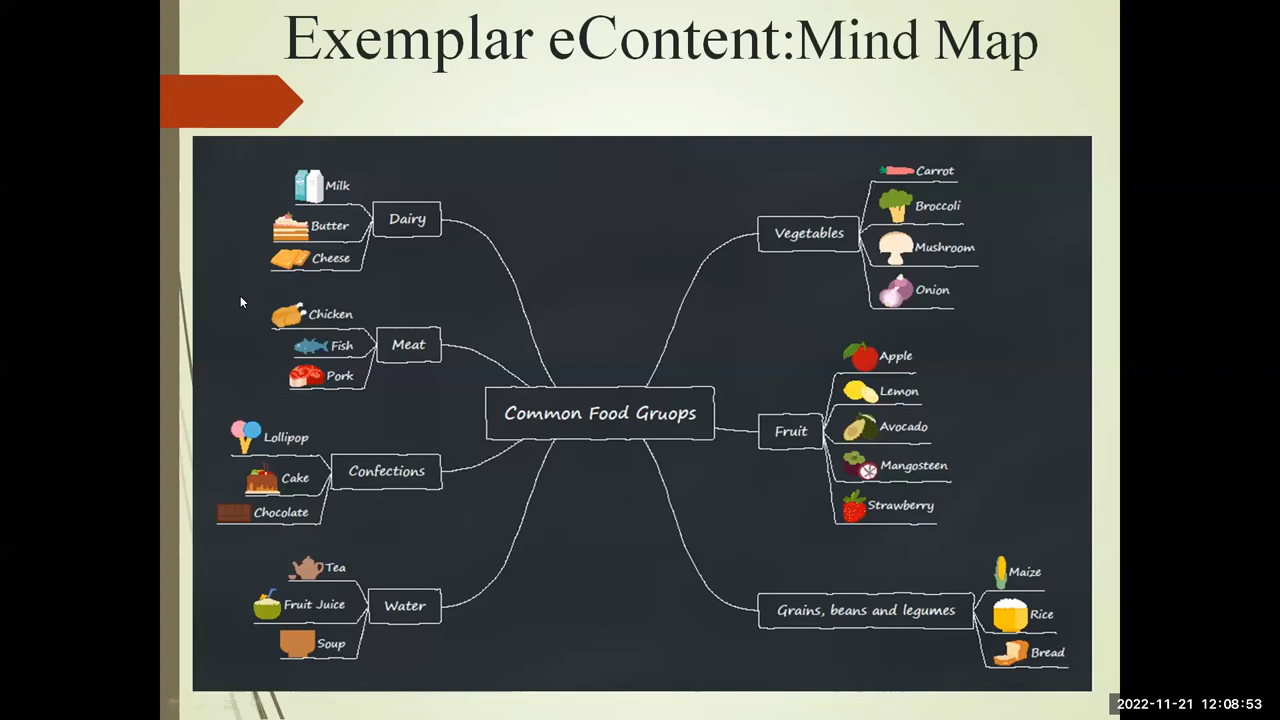 Exemplar eContent:Mind Map
Milk
Butter
Cheese
Dairy
Chicken
Fish
Pork
Meat
Lollipop
Cake
Chocolate
Confections
Tea
Fruit Juice
Soup
Water
Common Food Gruops
Vegetables
Carrot
Broccoli
Mushroom
Onion
Fruit
Apple
Lemon
Avocado
Mangosteen
Strawberry
Grains, beans and legumes
Maize
Rice
Bread
2022-11-21 12:08:53